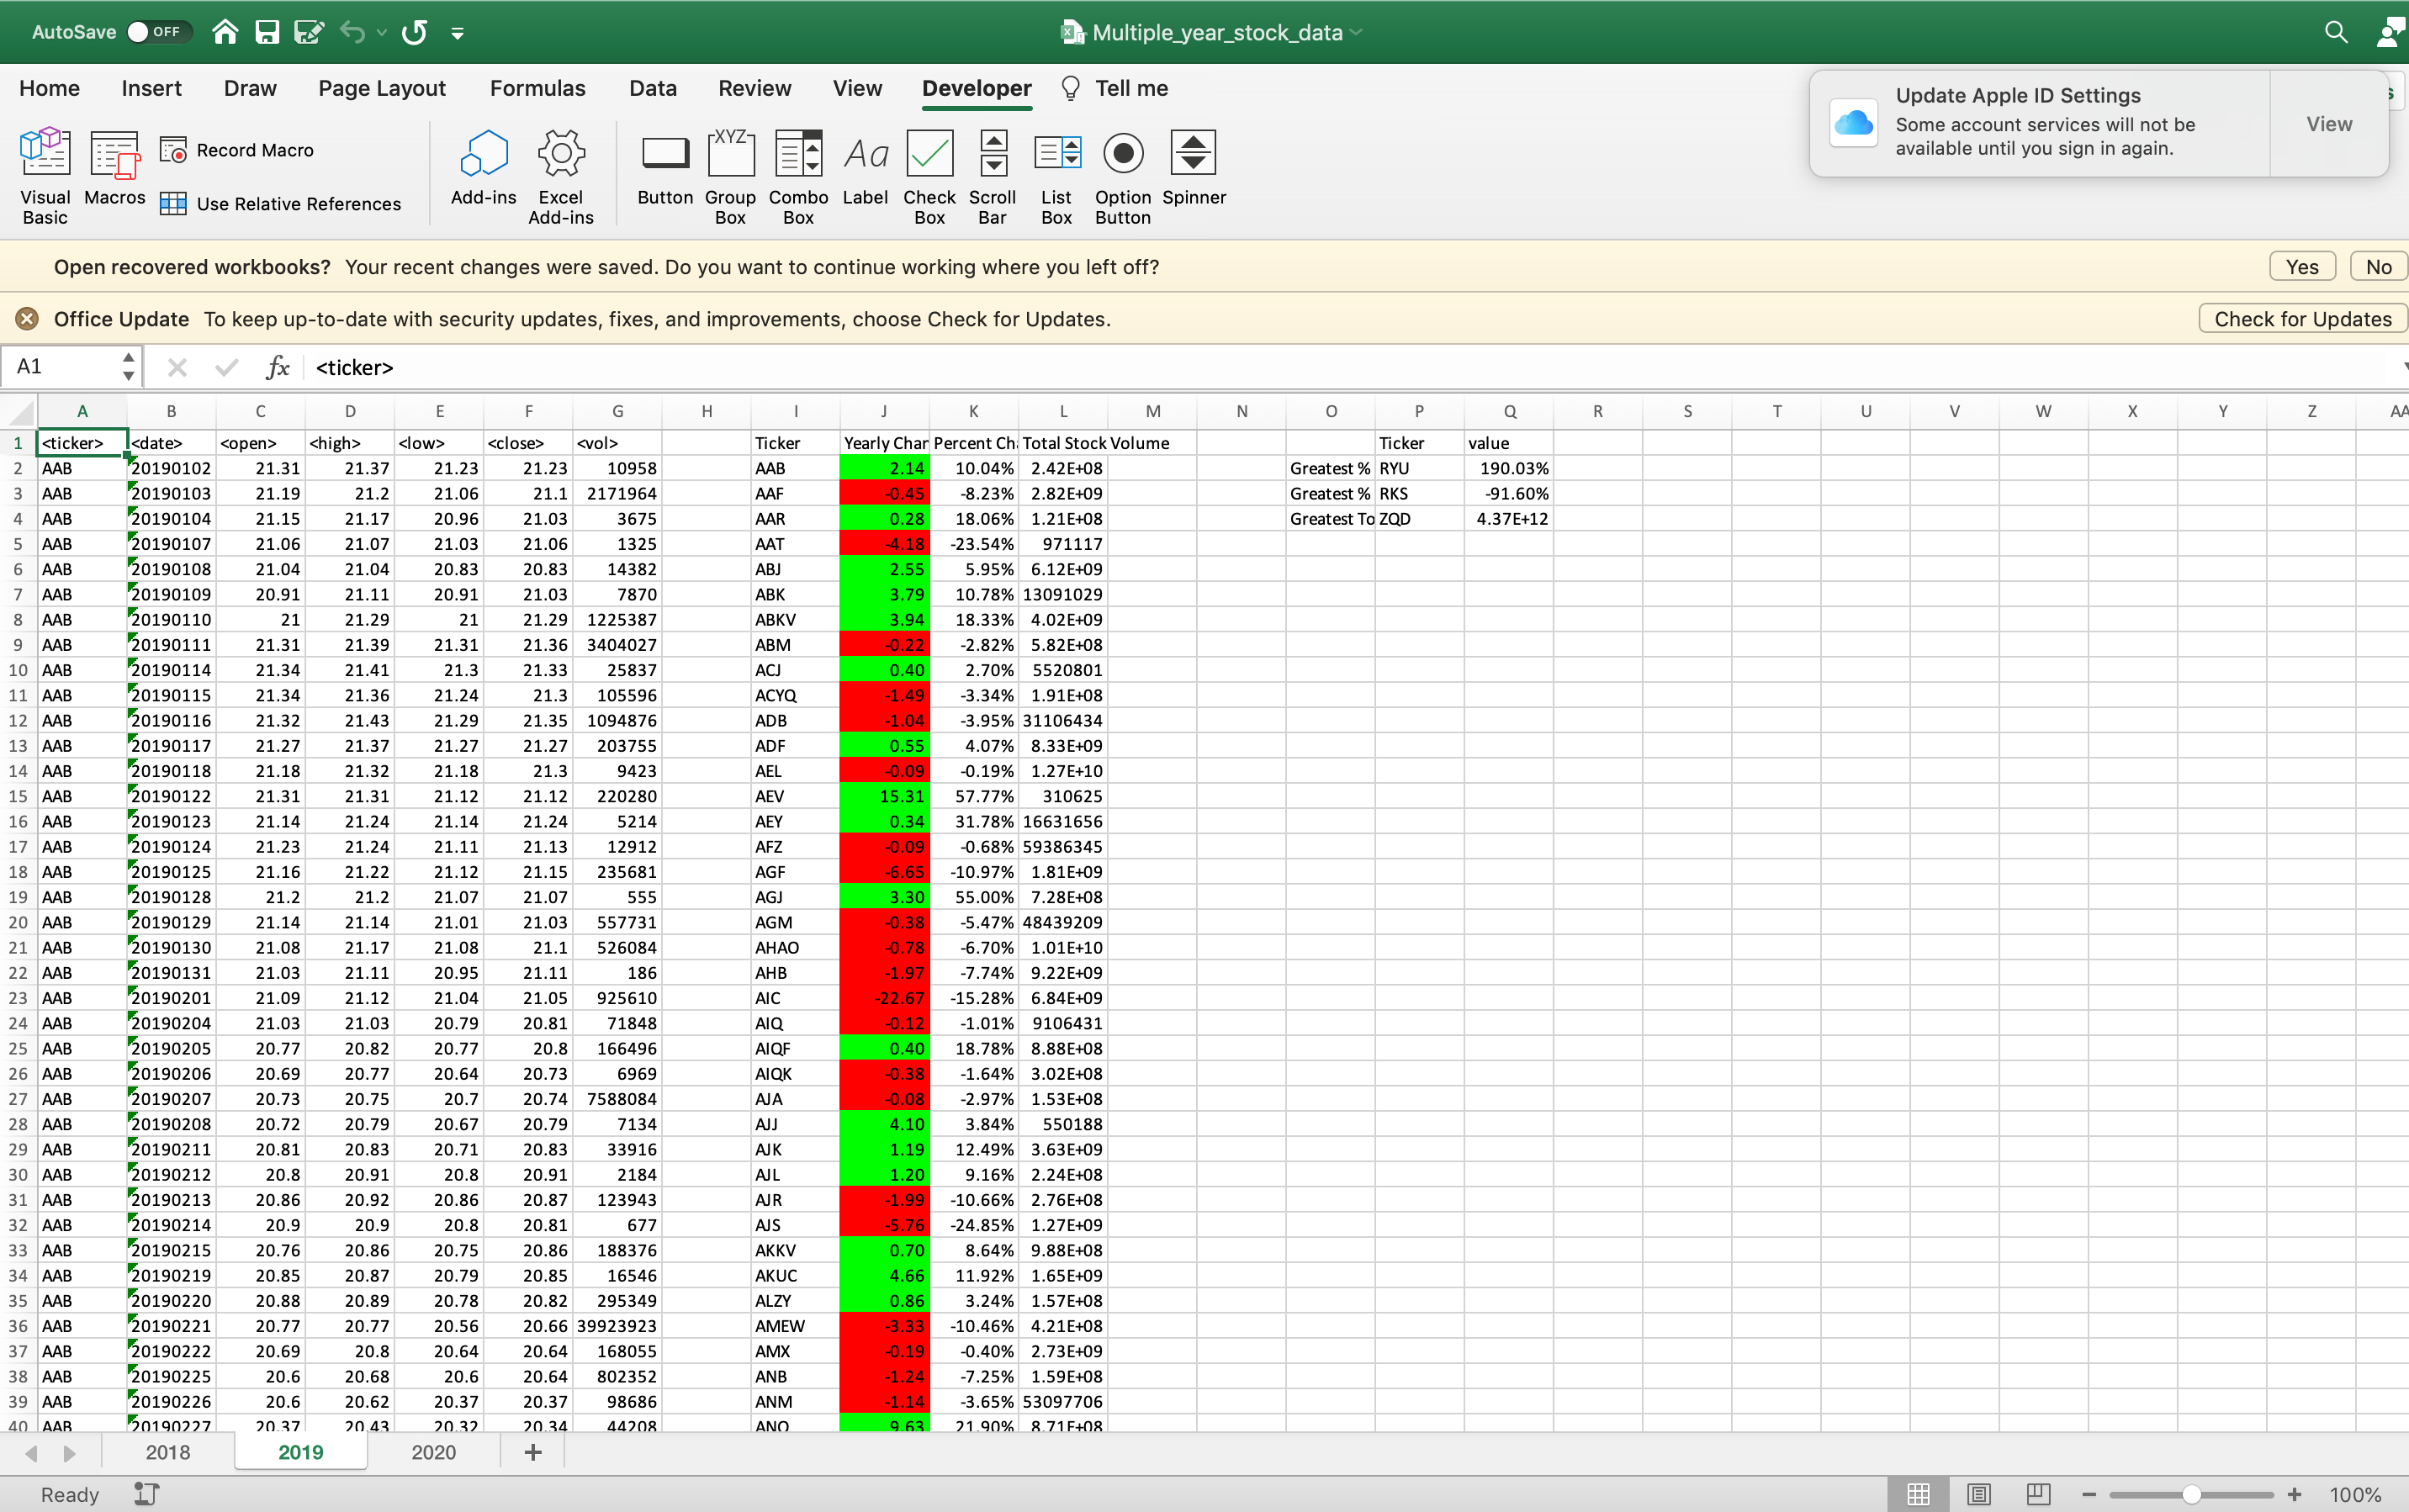 AutoSave OFF Multiple_year_stock_data
Home Insert Draw Page Layout Formulas Data Review View Developer Tell me
Update Apple ID Settings
Some account services will not be
available until you sign in again.
View
Visual Basic Macros Record Macro Use Relative References Add-ins Excel Add-ins XYZ Aa Button Group Box Combo Box Label Check Box Scroll Bar List Box Option Button Spinner
Open recovered workbooks? Your recent changes were saved. Do you want to continue working where you left off? Yes No
Office Update To keep up-to-date with security updates, fixes, and improvements, choose Check for Updates. Check for Updates
A1 fx <ticker>
A B C D E F G H I J K L M N O P Q R S T U V W X Y Z AA
1 <ticker> <date> <open> <high> <low> <close> <vol> Ticker Yearly Char Percent Ch Total Stock Volume Ticker value
2 AAB 20190102 21.31 21.37 21.23 21.23 10958 AAB 2.14 10.04% 2.42E+08 Greatest % RYU 190.03%
3 AAB 20190103 21.19 21.2 21.06 21.1 2171964 AAF -0.45 -8.23% 2.82E+09 Greatest % RKS -91.60%
4 AAB 20190104 21.15 21.17 20.96 21.03 3675 AAR 0.28 18.06% 1.21E+08 Greatest To ZQD 4.37E+12
5 AAB 20190107 21.06 21.07 21.03 21.06 1325 AAT -4.18 -23.54% 971117
6 AAB 20190108 21.04 21.04 20.83 20.83 14382 ABJ 2.55 5.95% 6.12E+09
7 AAB 20190109 20.91 21.11 20.91 21.03 7870 ABK 3.79 10.78% 13091029
8 AAB 20190110 21 21.29 21 21.29 1225387 ABKV 3.94 18.33% 4.02E+09
9 AAB 20190111 21.31 21.39 21.31 21.36 3404027 ABM -0.22 -2.82% 5.82E+08
10 AAB 20190114 21.34 21.41 21.3 21.33 25837 ACJ 0.40 2.70% 5520801
11 AAB 20190115 21.34 21.36 21.24 21.3 105596 ACYQ -1.49 -3.34% 1.91E+08
12 AAB 20190116 21.32 21.43 21.29 21.35 1094876 ADB -1.04 -3.95% 31106434
13 AAB 20190117 21.27 21.37 21.27 21.27 203755 ADF 0.55 4.07% 8.33E+09
14 AAB 20190118 21.18 21.32 21.18 21.3 9423 AEL -0.09 -0.19% 1.27E+10
15 AAB 20190122 21.31 21.31 21.12 21.12 220280 AEV 15.31 57.77% 310625
16 AAB 20190123 21.14 21.24 21.14 21.24 5214 AEY 0.34 31.78% 16631656
17 AAB 20190124 21.23 21.24 21.11 21.13 12912 AFZ -0.09 -0.68% 59386345
18 AAB 20190125 21.16 21.22 21.12 21.15 235681 AGF -6.65 -10.97% 1.81E+09
19 AAB 20190128 21.2 21.2 21.07 21.07 555 AGJ 3.30 55.00% 7.28E+08
20 AAB 20190129 21.14 21.14 21.01 21.03 557731 AGM -0.38 -5.47% 48439209
21 AAB 20190130 21.08 21.17 21.08 21.1 526084 AHAO -0.78 -6.70% 1.01E+10
22 AAB 20190131 21.03 21.11 20.95 21.11 186 AHB -1.97 -7.74% 9.22E+09
23 AAB 20190201 21.09 21.12 21.04 21.05 925610 AIC -22.67 -15.28% 6.84E+09
24 AAB 20190204 21.03 21.03 20.79 20.81 71848 AIQ -0.12 -1.01% 9106431
25 AAB 20190205 20.77 20.82 20.77 20.8 166496 AIQF 0.40 18.78% 8.88E+08
26 AAB 20190206 20.69 20.77 20.64 20.73 6969 AIQK -0.38 -1.64% 3.02E+08
27 AAB 20190207 20.73 20.75 20.7 20.74 7588084 AJA -0.08 -2.97% 1.53E+08
28 AAB 20190208 20.72 20.79 20.67 20.79 7134 AJJ 4.10 3.84% 550188
29 AAB 20190211 20.81 20.83 20.71 20.83 33916 AJK 1.19 12.49% 3.63E+09
30 AAB 20190212 20.8 20.91 20.8 20.91 2184 AJL 1.20 9.16% 2.24E+08
31 AAB 20190213 20.86 20.92 20.86 20.87 123943 AJR -1.99 -10.66% 2.76E+08
32 AAB 20190214 20.9 20.9 20.8 20.81 677 AJS -5.76 -24.85% 1.27E+09
33 AAB 20190215 20.76 20.86 20.75 20.86 188376 AKKV 0.70 8.64% 9.88E+08
34 AAB 20190219 20.85 20.87 20.79 20.85 16546 AKUC 4.66 11.92% 1.65E+09
35 AAB 20190220 20.88 20.89 20.78 20.82 295349 ALZY 0.86 3.24% 1.57E+08
36 AAB 20190221 20.77 20.77 20.56 20.66 39923923 AMEW -3.33 -10.46% 4.21E+08
37 AAB 20190222 20.69 20.8 20.64 20.64 168055 AMX -0.19 -0.40% 2.73E+09
38 AAB 20190225 20.6 20.68 20.6 20.64 802352 ANB -1.24 -7.25% 1.59E+08
39 AAB 20190226 20.6 20.62 20.37 20.37 98686 ANM -1.14 -3.65% 53097706
40 AAB 20190227 20.37 20.43 20.32 20.34 44208 ANO 9.63 21.90% 8.71E+08
2018 2019 2020 +
Ready 100%